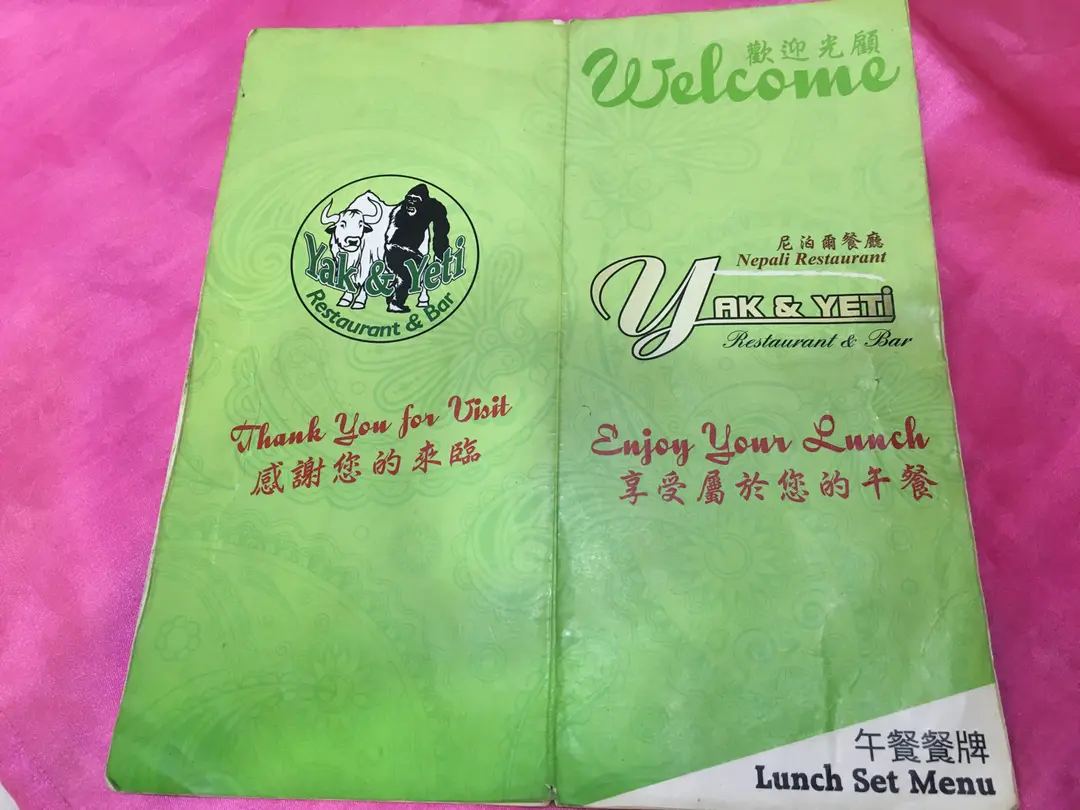 Yak & Yeti
Restaurant & Bar
Thank You for Visit
感謝您的來臨
歡迎光顧
Welcome
尼泊爾餐廳
Nepali Restaurant
YAK & YETi
Restaurant & Bar
Enjoy Your Lunch
享受屬於您的午餐
午餐餐牌
Lunch Set Menu